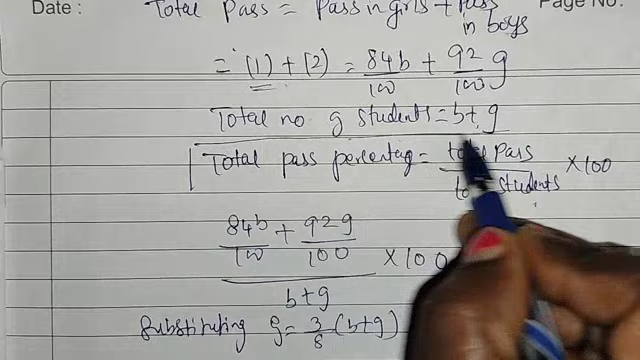 Date : Page No.
Total Pass = Pass in girls + Pass
in boys
= (1) + (2) = 84b/100 + 92/100 g
Total no g students = b+g
Total pass percentag = total pass/total students × 100
84b/100 + 92g/100 / b+g × 100
Substituting g = 3/8 (b+g)